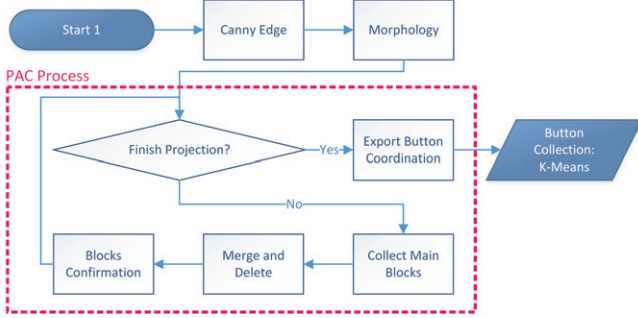 Start 1
Canny Edge
Morphology
PAC Process
Finish Projection?
Yes
Export Button
Coordination
Button
Collection:
K-Means
No
Blocks
Confirmation
Merge and
Delete
Collect Main
Blocks